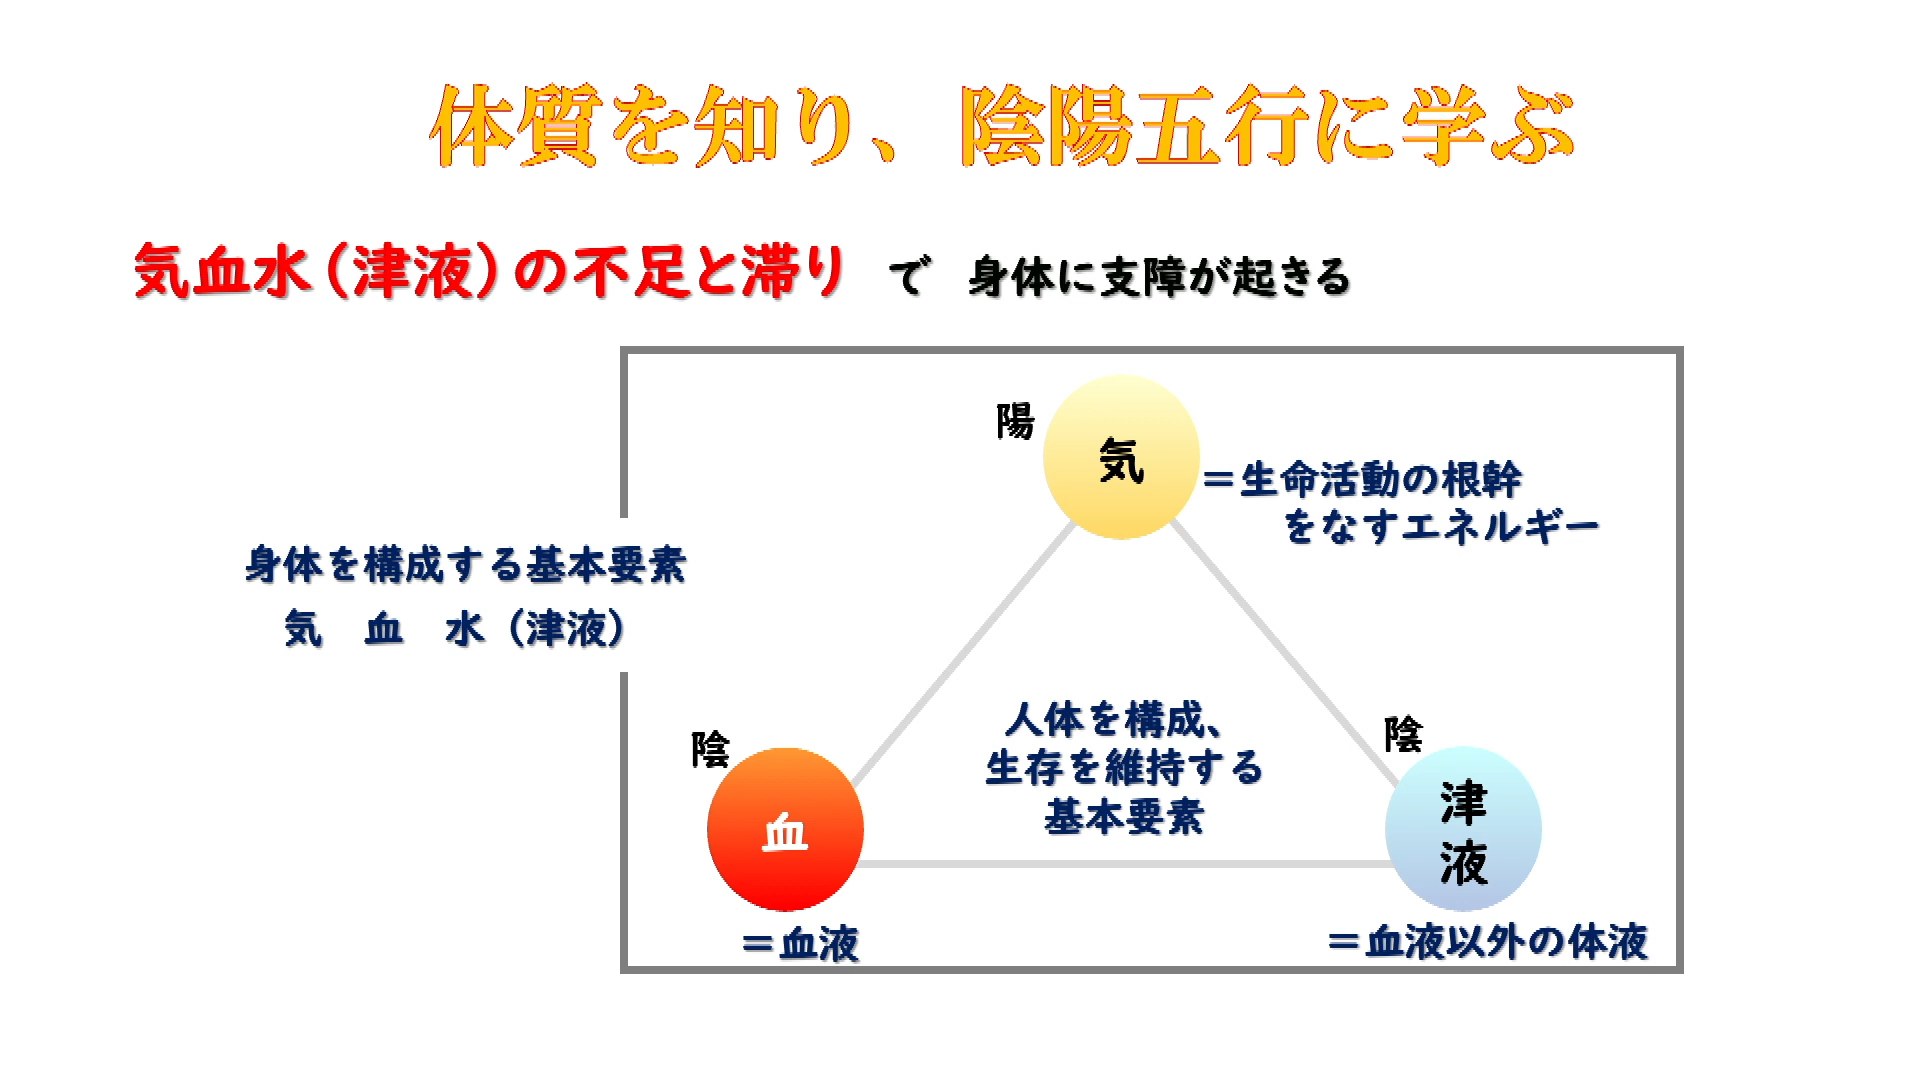 体質を知り、陰陽五行に学ぶ
気血水（津液）の不足と滞り　で　身体に支障が起きる
陽
気
＝生命活動の根幹
をなすエネルギー
身体を構成する基本要素
気　血　水（津液）
人体を構成、
生存を維持する
基本要素
陰
血
＝血液
陰
津
液
＝血液以外の体液